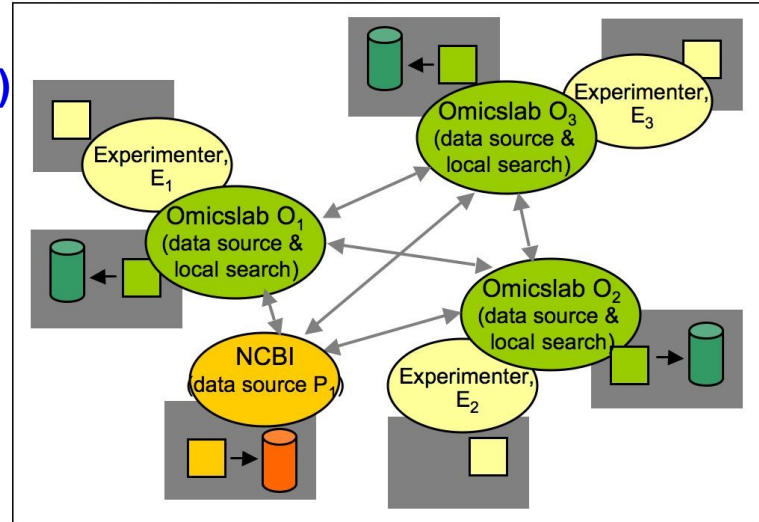 )
Omicslab O₃
(data source &
local search)
Experimenter,
E₃
Experimenter,
E₁
Omicslab O₁
(data source &
local search)
Omicslab O₂
(data source &
local search)
NCBI
(data source P₁)
Experimenter,
E₂